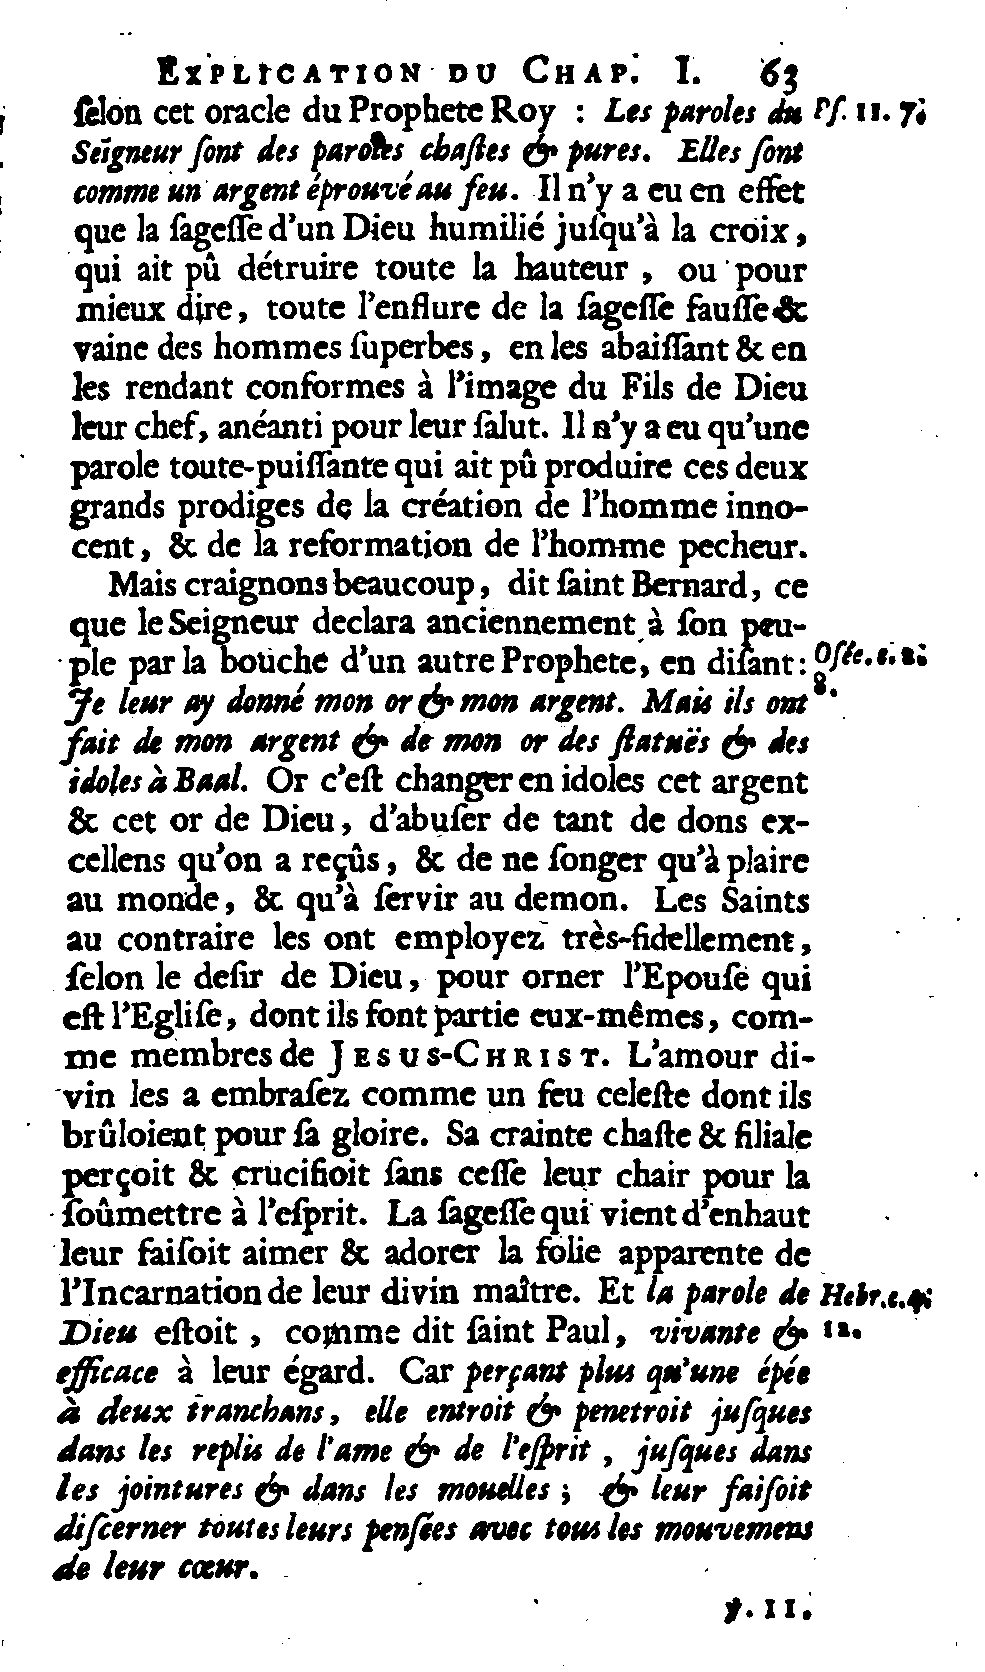 EXPLICATION DU CHAP. I. 63
ſelon cet oracle du Prophete Roy : Les paroles du Pſ. 11. 7.
Seigneur ſont des paroles chaſtes & pures. Elles ſont
comme un argent éprouvé au feu. Il n'y a eu en effet
que la ſageſſe d'un Dieu humilié juſqu'à la croix,
qui ait pû détruire toute la hauteur, ou pour
mieux dire, toute l'enflure de la ſageſſe fauſſe &
vaine des hommes ſuperbes, en les abaiſſant & en
les rendant conformes à l'image du Fils de Dieu
leur chef, anéanti pour leur ſalut. Il n'y a eu qu'une
parole toute-puiſſante qui ait pû produire ces deux
grands prodiges de la création de l'homme inno-
cent, & de la reformation de l'homme pecheur.
Mais craignons beaucoup, dit ſaint Bernard, ce
que le Seigneur declara anciennement à ſon peu-
ple par la bouche d'un autre Prophete, en diſant : Oſée.
8.
Je leur ay donné mon or & mon argent. Mais ils ont
fait de mon argent & de mon or des ſtatuës & des
idoles à Baal. Or c'eſt changer en idoles cet argent
& cet or de Dieu, d'abuſer de tant de dons ex-
cellens qu'on a reçûs, & de ne ſonger qu'à plaire
au monde, & qu'à ſervir au demon. Les Saints
au contraire les ont employez très-fidellement,
ſelon le deſir de Dieu, pour orner l'Epouſe qui
eſt l'Egliſe, dont ils font partie eux-mêmes, com-
me membres de JESUS-CHRIST. L'amour di-
vin les a embraſez comme un feu celeſte dont ils
brûloient pour ſa gloire. Sa crainte chaſte & filiale
perçoit & crucifioit ſans ceſſe leur chair pour la
ſoûmettre à l'eſprit. La ſageſſe qui vient d'enhaut
leur faiſoit aimer & adorer la folie apparente de
l'Incarnation de leur divin maître. Et la parole de Hebr. c. 4.
Dieu eſtoit, comme dit ſaint Paul, vivante & 12.
efficace à leur égard. Car perçant plus qu'une épée
à deux tranchans, elle entroit & penetroit juſques
dans les replis de l'ame & de l'eſprit, juſques dans
les jointures & dans les mouelles ; & leur faiſoit
diſcerner toutes leurs penſées avec tous les mouvemens
de leur cœur.
℣. 11.